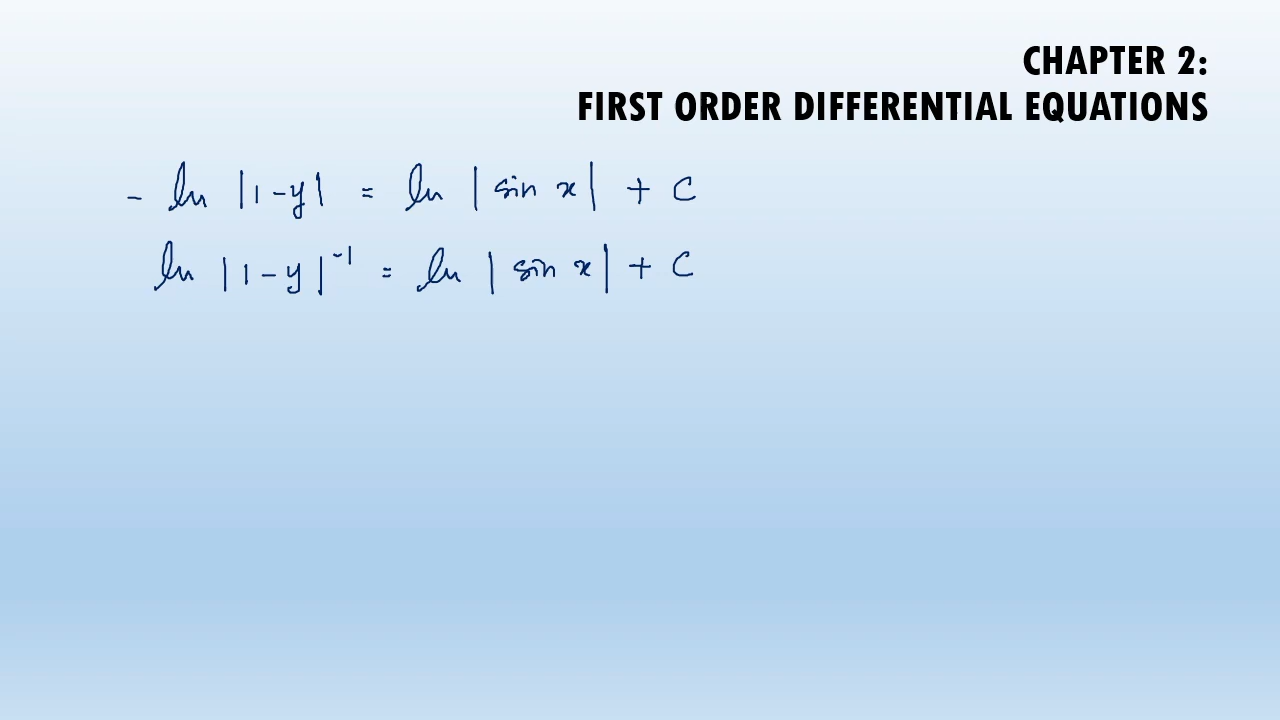 CHAPTER 2:
FIRST ORDER DIFFERENTIAL EQUATIONS
- ln |1-y| = ln |sin x| + C
ln |1-y|⁻¹ = ln |sin x| + C